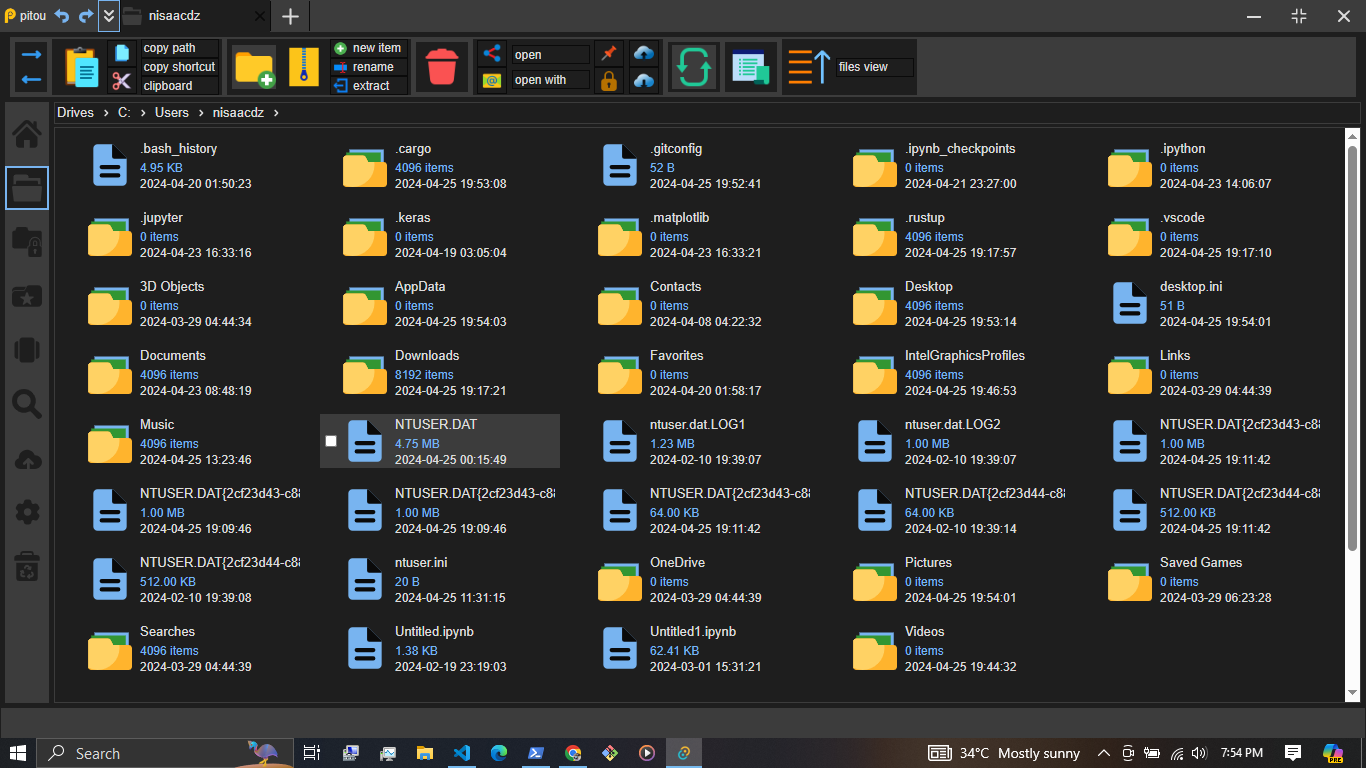 pitou
nisaacdz
copy path
copy shortcut
clipboard
new item
rename
extract
open
open with
files view
Drives > C: > Users > nisaacdz >
.bash_history
4.95 KB
2024-04-20 01:50:23
.cargo
4096 items
2024-04-25 19:53:08
.gitconfig
52 B
2024-04-25 19:52:41
.ipynb_checkpoints
0 items
2024-04-21 23:27:00
.ipython
0 items
2024-04-23 14:06:07
.jupyter
0 items
2024-04-23 16:33:16
.keras
0 items
2024-04-19 03:05:04
.matplotlib
0 items
2024-04-23 16:33:21
.rustup
4096 items
2024-04-25 19:17:57
.vscode
0 items
2024-04-25 19:17:10
3D Objects
0 items
2024-03-29 04:44:34
AppData
0 items
2024-04-25 19:54:03
Contacts
0 items
2024-04-08 04:22:32
Desktop
4096 items
2024-04-25 19:53:14
desktop.ini
51 B
2024-04-25 19:54:01
Documents
4096 items
2024-04-23 08:48:19
Downloads
8192 items
2024-04-25 19:17:21
Favorites
0 items
2024-04-20 01:58:17
IntelGraphicsProfiles
4096 items
2024-04-25 19:46:53
Links
0 items
2024-03-29 04:44:39
Music
4096 items
2024-04-25 13:23:46
NTUSER.DAT
4.75 MB
2024-04-25 00:15:49
ntuser.dat.LOG1
1.23 MB
2024-02-10 19:39:07
ntuser.dat.LOG2
1.00 MB
2024-02-10 19:39:07
NTUSER.DAT{2cf23d43-c88
1.00 MB
2024-04-25 19:11:42
NTUSER.DAT{2cf23d43-c88
1.00 MB
2024-04-25 19:09:46
NTUSER.DAT{2cf23d43-c88
1.00 MB
2024-04-25 19:09:46
NTUSER.DAT{2cf23d43-c88
64.00 KB
2024-04-25 19:11:42
NTUSER.DAT{2cf23d44-c88
64.00 KB
2024-02-10 19:39:14
NTUSER.DAT{2cf23d44-c88
512.00 KB
2024-04-25 19:11:42
NTUSER.DAT{2cf23d44-c88
512.00 KB
2024-02-10 19:39:08
ntuser.ini
20 B
2024-04-25 11:31:15
OneDrive
0 items
2024-03-29 04:44:39
Pictures
0 items
2024-04-25 19:54:01
Saved Games
0 items
2024-03-29 06:23:28
Searches
4096 items
2024-03-29 04:44:39
Untitled.ipynb
1.38 KB
2024-02-19 23:19:03
Untitled1.ipynb
62.41 KB
2024-03-01 15:31:21
Videos
0 items
2024-04-25 19:44:32
Search
34°C Mostly sunny
7:54 PM
PRE